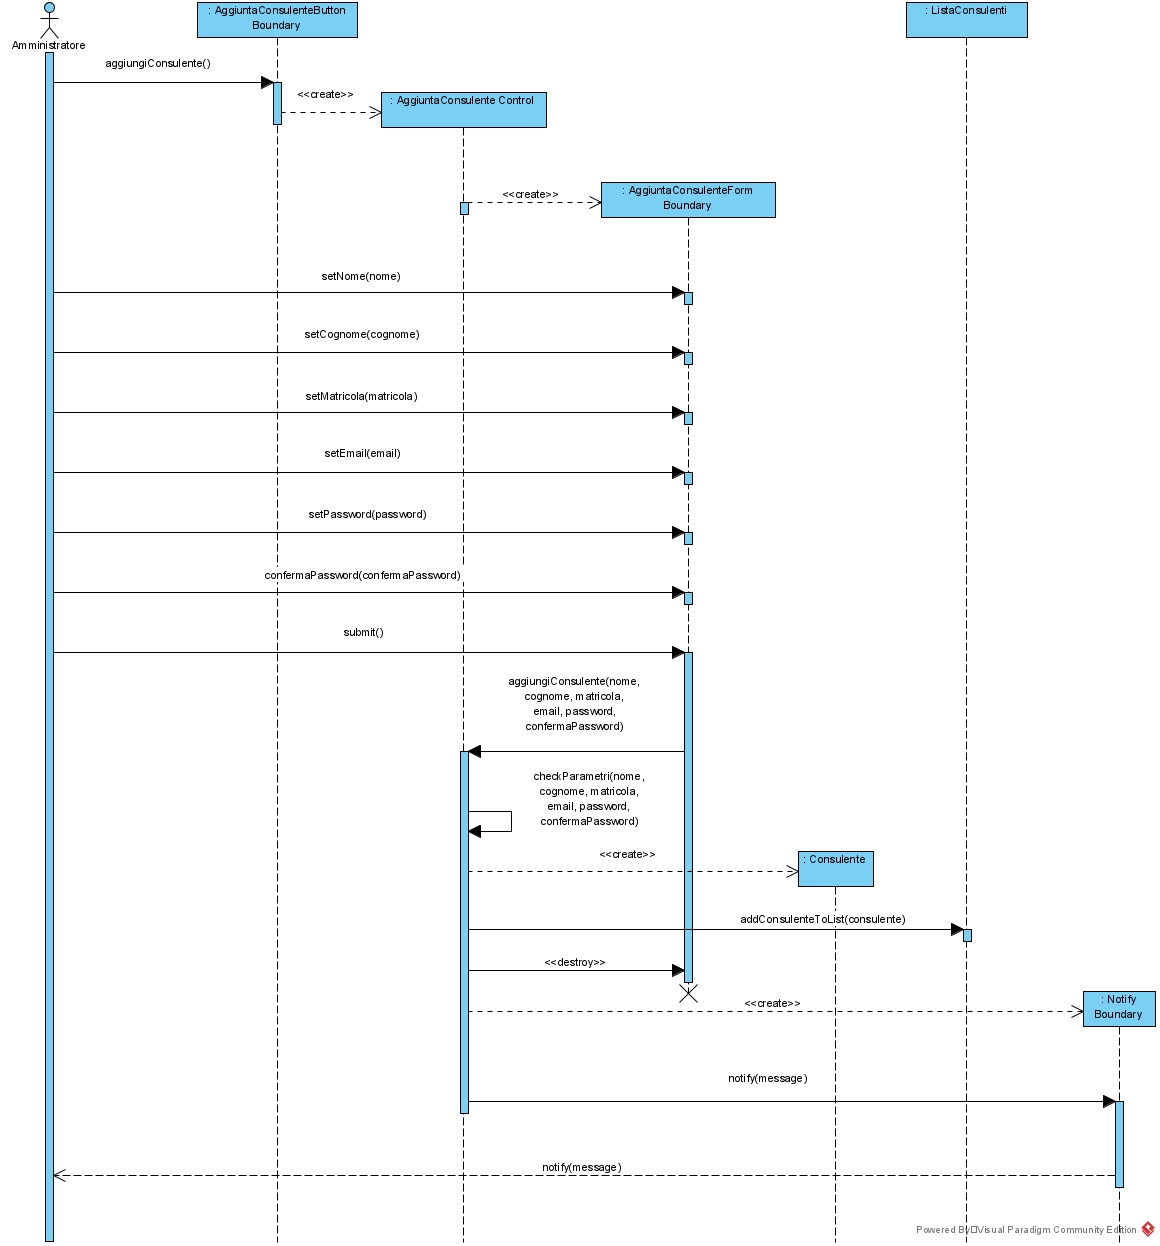 : AggiuntaConsulenteButton
Boundary
: ListaConsulenti
Amministratore
aggiungiConsulente()
<<create>>
: AggiuntaConsulente Control
<<create>>
: AggiuntaConsulenteForm
Boundary
setNome(nome)
setCognome(cognome)
setMatricola(matricola)
setEmail(email)
setPassword(password)
confermaPassword(confermaPassword)
submit()
aggiungiConsulente(nome,
cognome, matricola,
email, password,
confermaPassword)
checkParametri(nome,
cognome, matricola,
email, password,
confermaPassword)
<<create>>
: Consulente
addConsulenteToList(consulente)
<<destroy>>
<<create>>
: Notify
Boundary
notify(message)
notify(message)
Powered By Visual Paradigm Community Edition